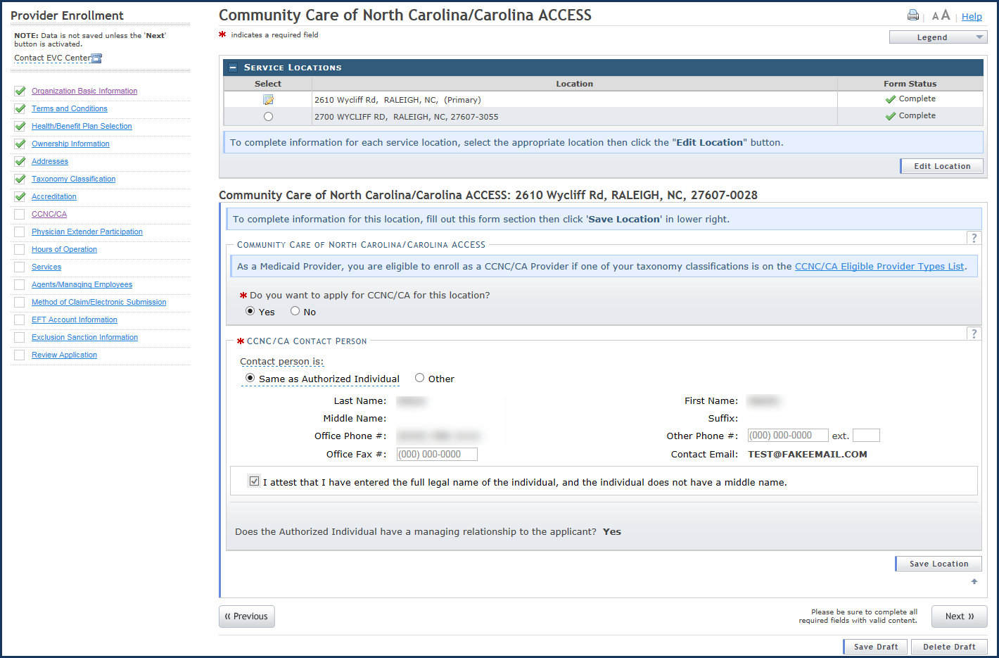 Provider Enrollment
NOTE: Data is not saved unless the 'Next'
button is activated.
Contact EVC Center
Organization Basic Information
Terms and Conditions
Health/Benefit Plan Selection
Ownership Information
Addresses
Taxonomy Classification
Accreditation
CCNC/CA
Physician Extender Participation
Hours of Operation
Services
Agents/Managing Employees
Method of Claim/Electronic Submission
EFT Account Information
Exclusion Sanction Information
Review Application
Community Care of North Carolina/Carolina ACCESS
A A Help
* indicates a required field
Legend
SERVICE LOCATIONS
Select Location Form Status
2610 Wycliff Rd, RALEIGH, NC, (Primary) Complete
2700 WYCLIFF RD, RALEIGH, NC, 27607-3055 Complete
To complete information for each service location, select the appropriate location then click the "Edit Location" button.
Edit Location
Community Care of North Carolina/Carolina ACCESS: 2610 Wycliff Rd, RALEIGH, NC, 27607-0028
To complete information for this location, fill out this form section then click 'Save Location' in lower right.
?
COMMUNITY CARE OF NORTH CAROLINA/CAROLINA ACCESS
As a Medicaid Provider, you are eligible to enroll as a CCNC/CA Provider if one of your taxonomy classifications is on the CCNC/CA Eligible Provider Types List.
* Do you want to apply for CCNC/CA for this location?
Yes No
?
* CCNC/CA CONTACT PERSON
Contact person is:
Same as Authorized Individual Other
Last Name: First Name:
Middle Name: Suffix:
Office Phone #: Other Phone #: (000) 000-0000 ext.
Office Fax #: (000) 000-0000 Contact Email: TEST@FAKEEMAIL.COM
I attest that I have entered the full legal name of the individual, and the individual does not have a middle name.
Does the Authorized Individual have a managing relationship to the applicant? Yes
Save Location
« Previous
Please be sure to complete all
required fields with valid content.
Next »
Save Draft Delete Draft